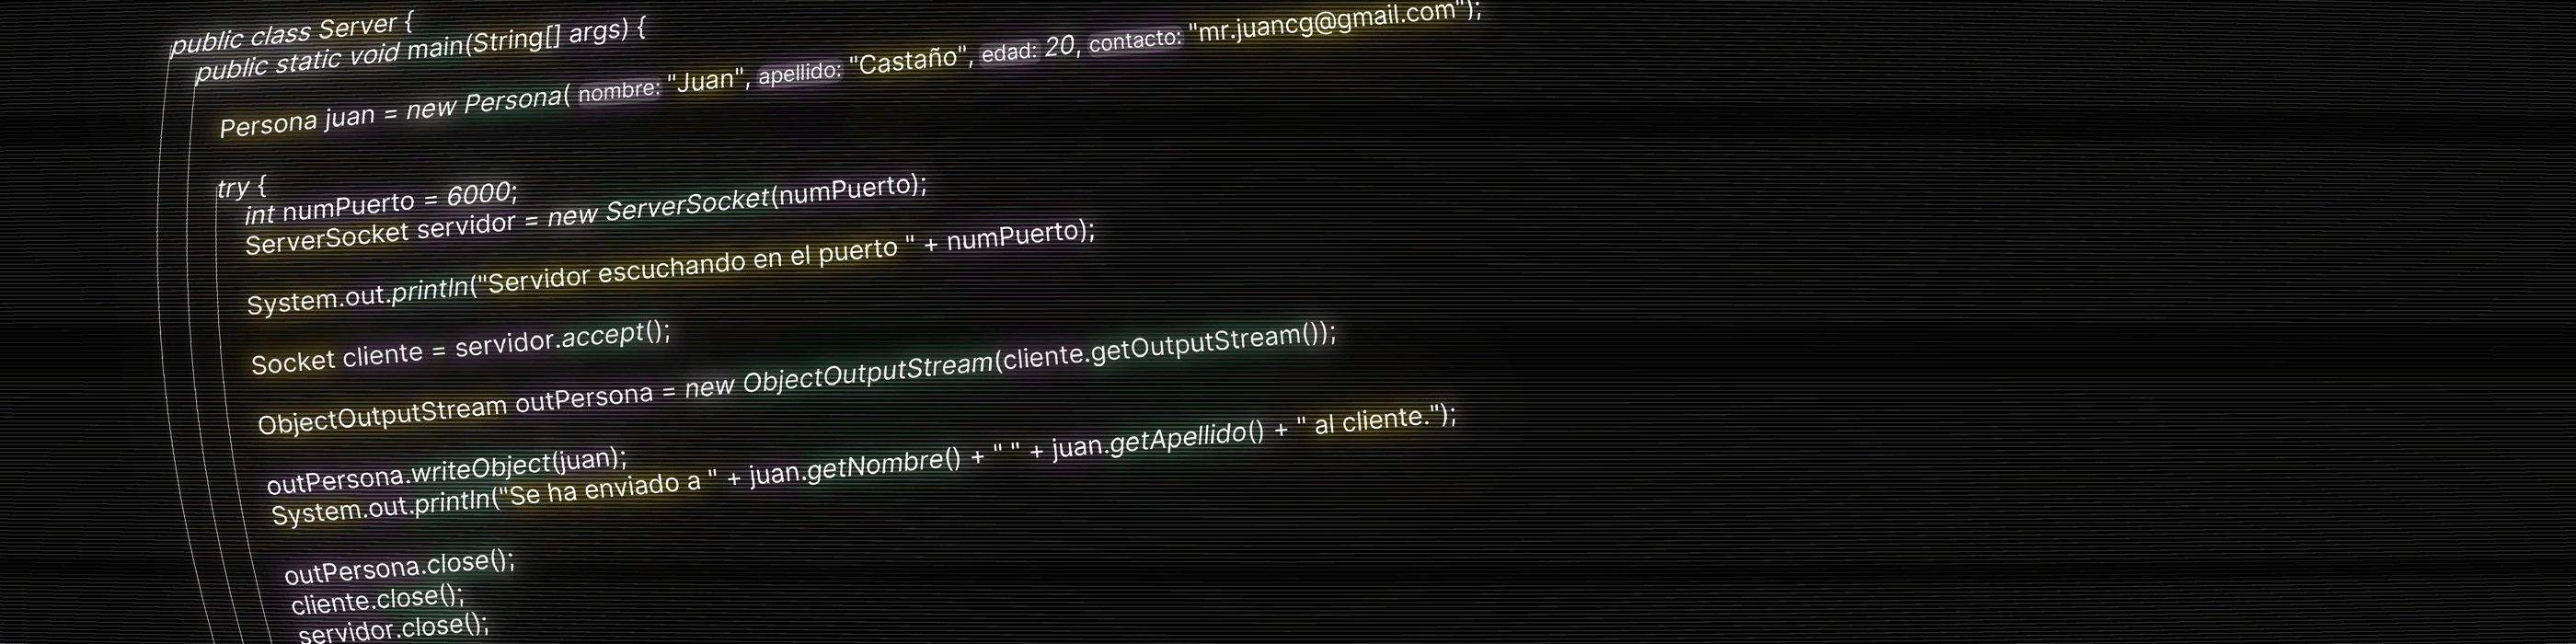 public class Server {
public static void main(String[] args) {
Persona juan = new Persona( nombre: "Juan", apellido: "Castaño", edad: 20, contacto: "mr.juancg@gmail.com");
try {
int numPuerto = 6000;
ServerSocket servidor = new ServerSocket(numPuerto);
System.out.println("Servidor escuchando en el puerto " + numPuerto);
Socket cliente = servidor.accept();
ObjectOutputStream outPersona = new ObjectOutputStream(cliente.getOutputStream());
outPersona.writeObject(juan);
System.out.println("Se ha enviado a " + juan.getNombre() + " " + juan.getApellido() + " al cliente.");
outPersona.close();
cliente.close();
servidor.close();